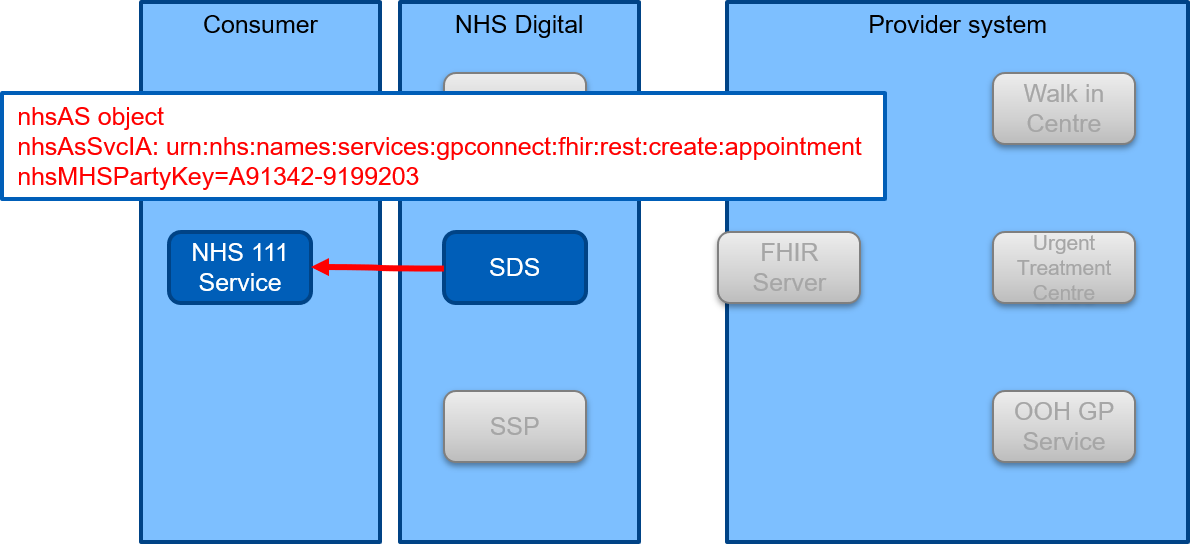 Consumer
NHS Digital
Provider system
nhsAS object
nhsAsSvcIA: urn:nhs:names:services:gpconnect:fhir:rest:create:appointment
nhsMHSPartyKey=A91342-9199203
Walk in
Centre
NHS 111
Service
SDS
FHIR
Server
Urgent
Treatment
Centre
SSP
OOH GP
Service